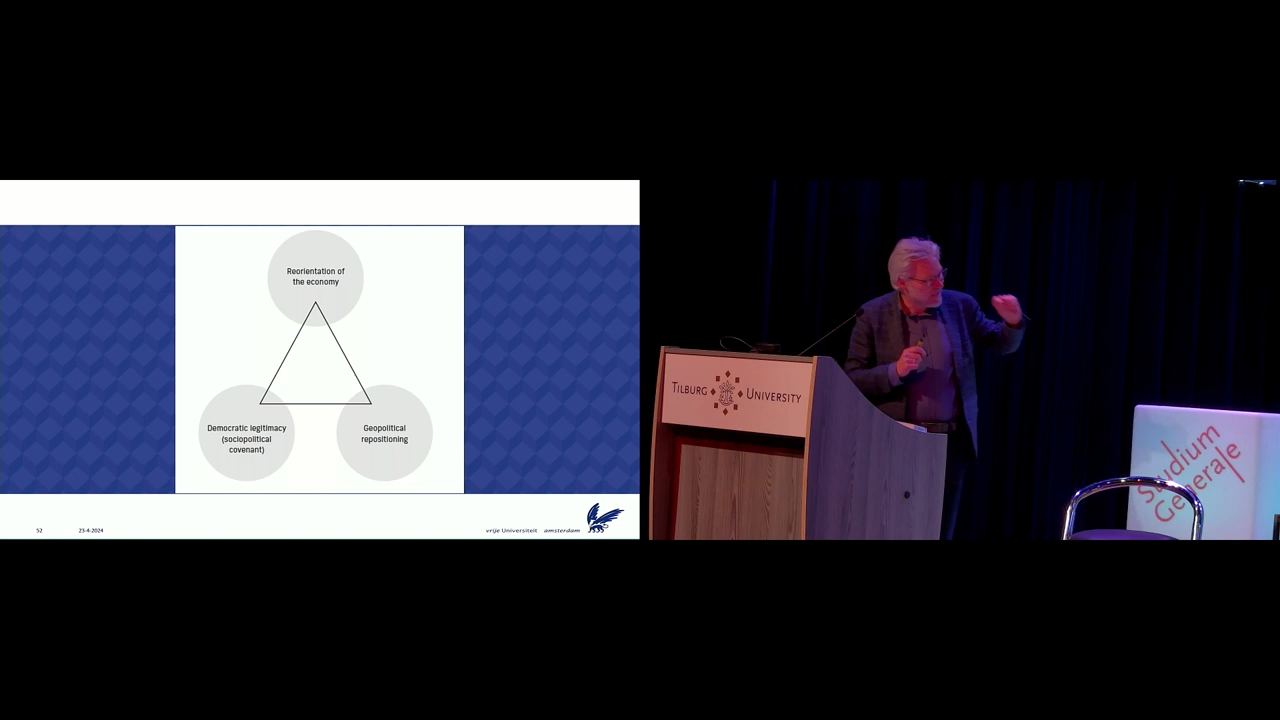 Reorientation of
the economy
Democratic legitimacy
(sociopolitical
covenant)
Geopolitical
repositioning
52
23-4-2024
vrije Universiteit amsterdam
TILBURG UNIVERSITY
Studium
Generale